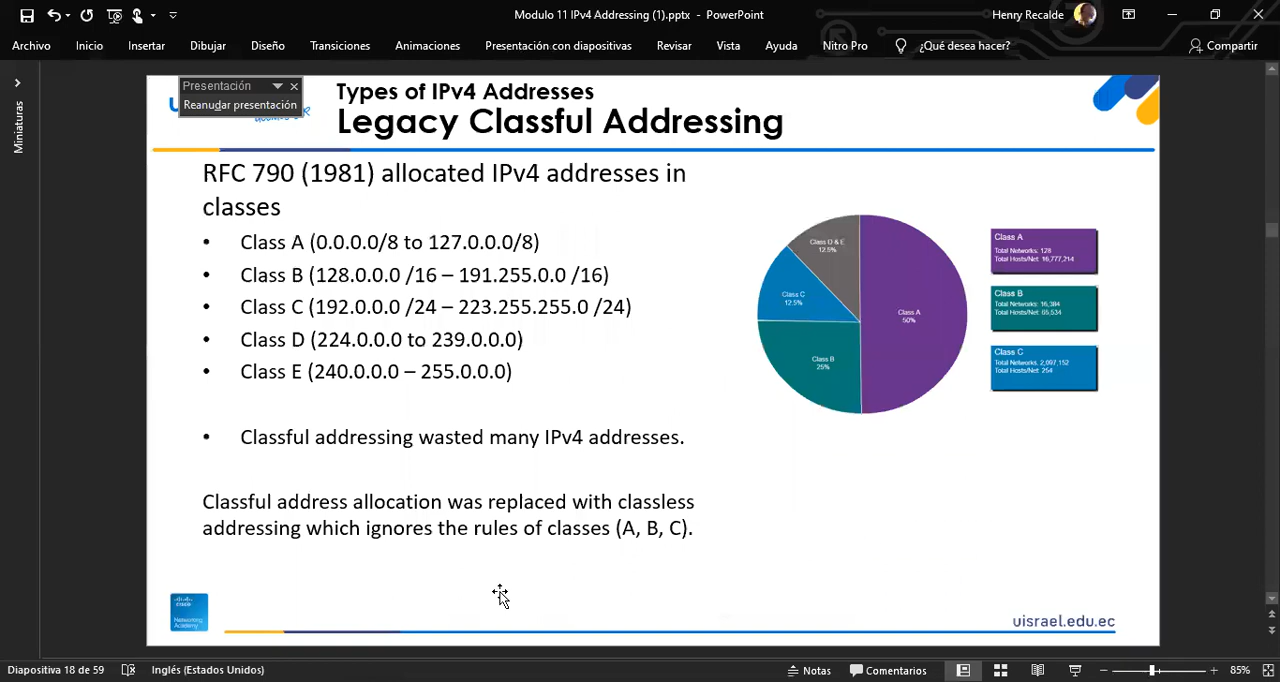 Modulo 11 IPv4 Addressing (1).pptx - PowerPoint
Henry Recalde
Archivo Inicio Insertar Dibujar Diseño Transiciones Animaciones Presentación con diapositivas Revisar Vista Ayuda Nitro Pro ¿Qué desea hacer? Compartir
Miniaturas
Presentación
Reanudar presentación
Types of IPv4 Addresses
Legacy Classful Addressing
RFC 790 (1981) allocated IPv4 addresses in
classes
• Class A (0.0.0.0/8 to 127.0.0.0/8)
• Class B (128.0.0.0 /16 – 191.255.0.0 /16)
• Class C (192.0.0.0 /24 – 223.255.255.0 /24)
• Class D (224.0.0.0 to 239.0.0.0)
• Class E (240.0.0.0 – 255.0.0.0)
• Classful addressing wasted many IPv4 addresses.
Classful address allocation was replaced with classless
addressing which ignores the rules of classes (A, B, C).
Class D & E
12.5%
Class C
12.5%
Class A
50%
Class B
25%
Class A
Total Networks: 128
Total Hosts/Net: 16,777,214
Class B
Total Networks: 16,384
Total Hosts/Net: 65,534
Class C
Total Networks: 2,097,152
Total Hosts/Net: 254
cisco
Networking
Academy
uisrael.edu.ec
Diapositiva 18 de 59 Inglés (Estados Unidos) Notas Comentarios 85%